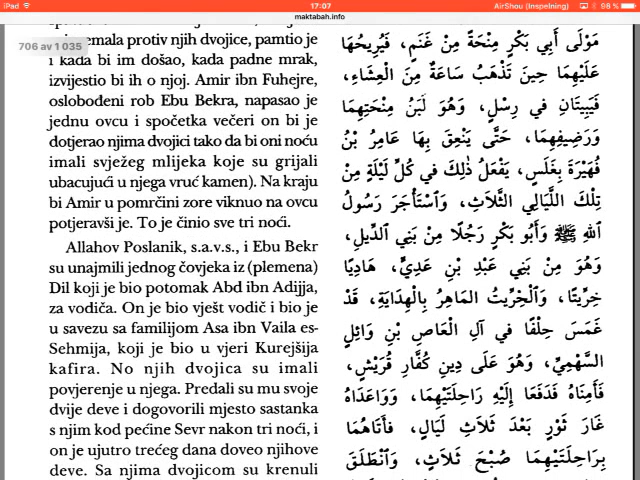 iPad
17:07
AirShou (Inspelning)
98 %
maktabah.info
706 av 1 035
spremala protiv njih dvojice, pamtio je
i kada bi im došao, kada padne mrak,
izvijestio bi ih o njoj. Amir ibn Fuhejre,
oslobođeni rob Ebu Bekra, napasao je
jednu ovcu i spočetka večeri on bi je
dotjerao njima dvojici tako da bi oni noću
imali svježeg mlijeka koje su grijali
ubacujući u njega vruć kamen). Na kraju
bi Amir u pomrčini zore viknuo na ovcu
potjeravši je. To je činio sve tri noći.
Allahov Poslanik, s.a.v.s., i Ebu Bekr
su unajmili jednog čovjeka iz (plemena)
Dil koji je bio potomak Abd ibn Adijja,
za vodiča. On je bio vješt vodič i bio je
u savezu sa familijom Asa ibn Vaila es-
Sehmija, koji je bio u vjeri Kurejšija
kafira. No njih dvojica su imali
povjerenje u njega. Predali su mu svoje
dvije deve i dogovorili mjesto sastanka
s njim kod pećine Sevr nakon tri noći, i
on je ujutro trećeg dana doveo njihove
deve. Sa njima dvojicom su krenuli
مَوْلَى أَبِي بَكْرٍ مِنْحَةً مِنْ غَنَمٍ، فَيُرِيحُهَا
عَلَيْهِمَا حِينَ تَذْهَبُ سَاعَةٌ مِنَ الْعِشَاءِ،
فَيَبِيتَانِ فِي رِسْلٍ، وَهُوَ لَبَنُ مِنْحَتِهِمَا
وَرَضِيفِهِمَا، حَتَّى يَنْعِقَ بِهَا عَامِرُ بْنُ
فُهَيْرَةَ بِغَلَسٍ، يَفْعَلُ ذٰلِكَ فِي كُلِّ لَيْلَةٍ مِنْ
تِلْكَ اللَّيَالِي الثَّلَاثِ، وَاسْتَأْجَرَ رَسُولُ
اللهِ ﷺ وَأَبُو بَكْرٍ رَجُلًا مِنْ بَنِي الدِّيلِ،
وَهُوَ مِنْ بَنِي عَبْدِ بْنِ عَدِيٍّ، هَادِيًا
خِرِّيتًا، وَالْخِرِّيتُ الْمَاهِرُ بِالْهِدَايَةِ، قَدْ
غَمَسَ حِلْفًا فِي آلِ الْعَاصِ بْنِ وَائِلٍ
السَّهْمِيِّ، وَهُوَ عَلَى دِينِ كُفَّارِ قُرَيْشٍ،
فَأَمِنَاهُ فَدَفَعَا إِلَيْهِ رَاحِلَتَيْهِمَا، وَوَاعَدَاهُ
غَارَ ثَوْرٍ بَعْدَ ثَلَاثِ لَيَالٍ، فَأَتَاهُمَا
بِرَاحِلَتَيْهِمَا صُبْحَ ثَلَاثٍ، وَانْطَلَقَ